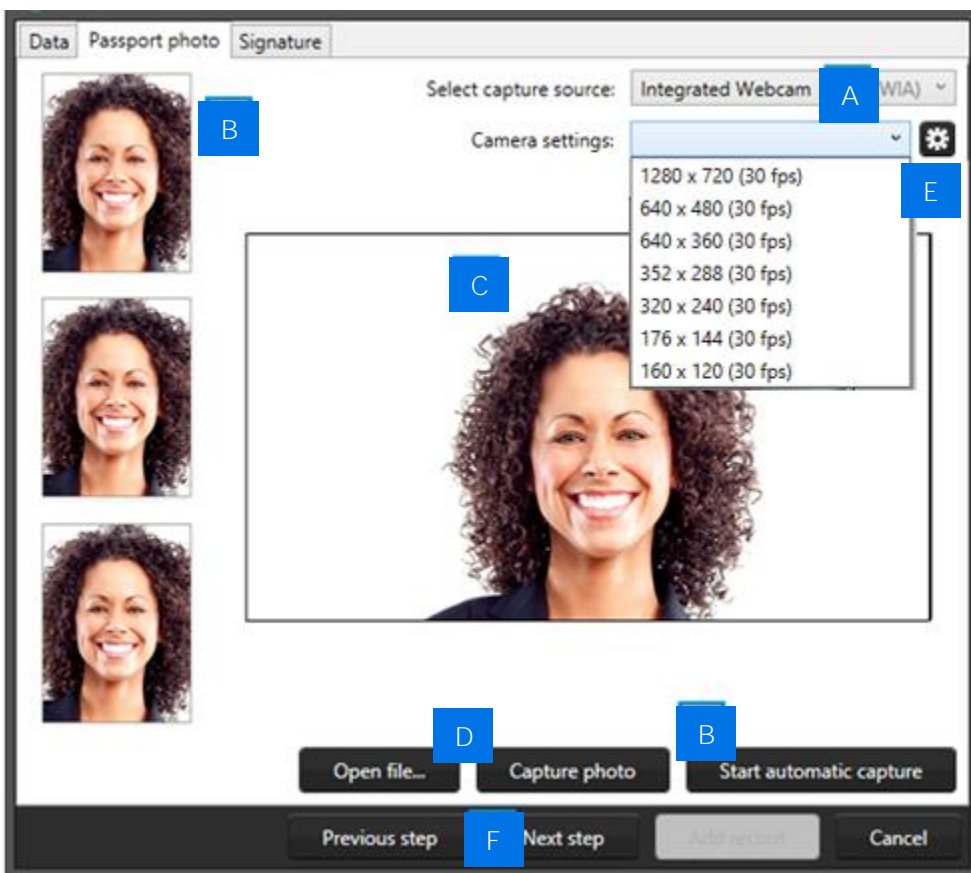 Data Passport photo Signature
Select capture source: Integrated Webcam A WIA)
B
Camera settings:
E
1280 x 720 (30 fps)
640 x 480 (30 fps)
640 x 360 (30 fps)
352 x 288 (30 fps)
320 x 240 (30 fps)
176 x 144 (30 fps)
160 x 120 (30 fps)
C
D B
Open file... Capture photo Start automatic capture
Previous step F Next step Add record Cancel